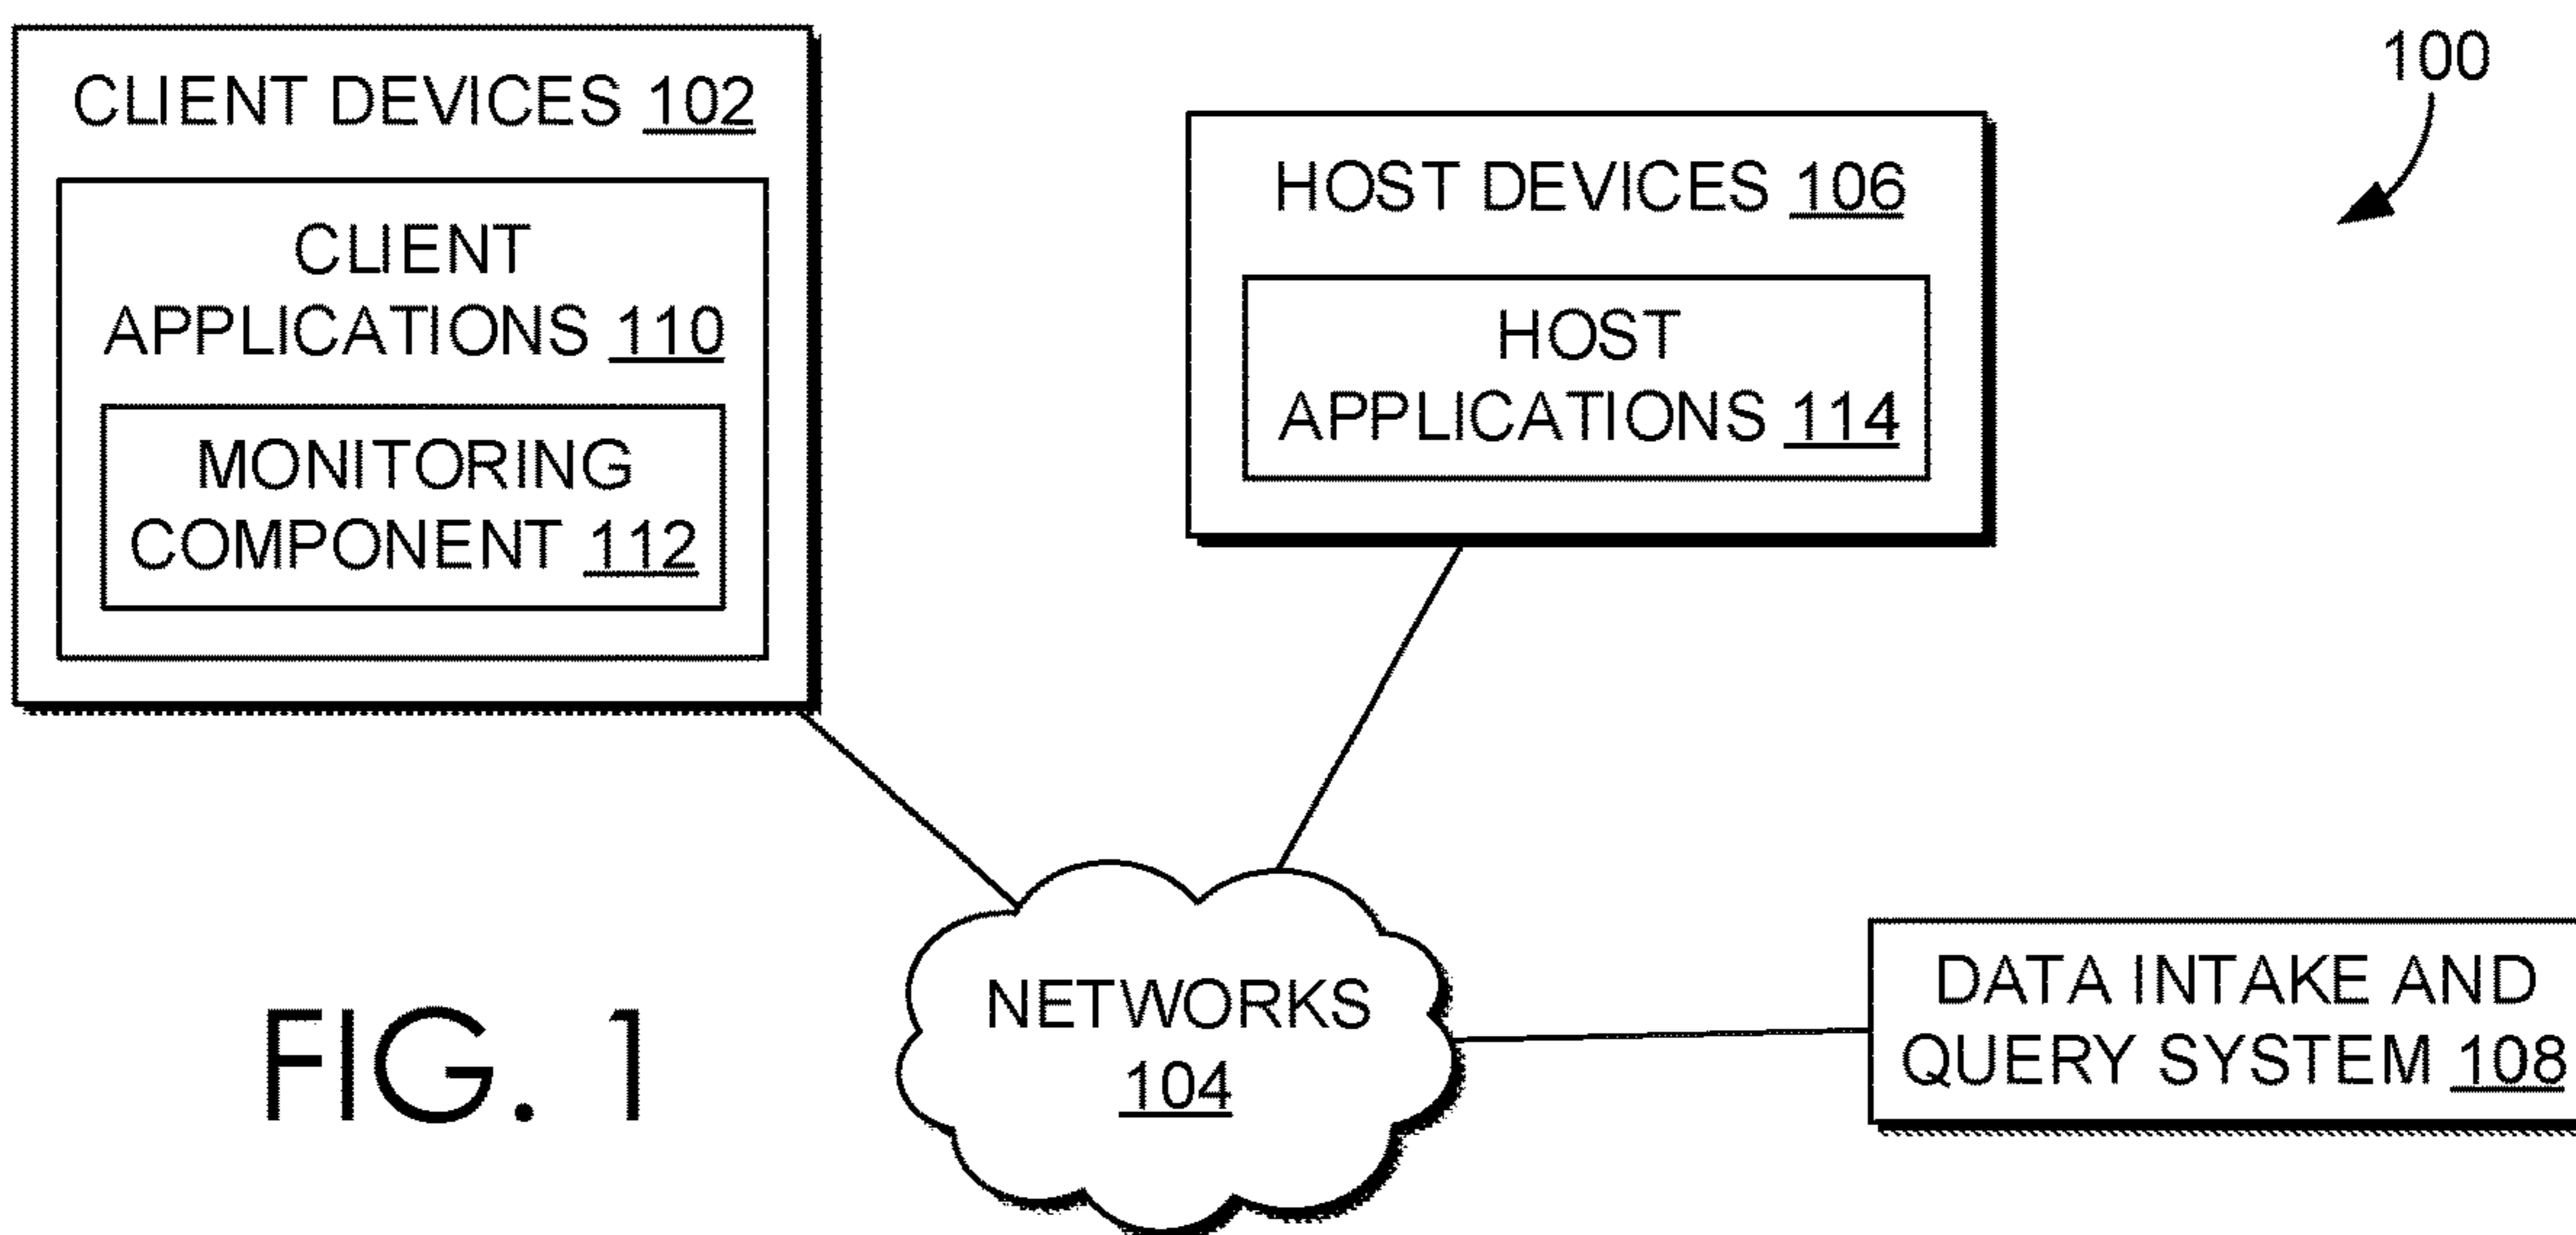 CLIENT DEVICES 102
CLIENT
APPLICATIONS 110
MONITORING
COMPONENT 112
HOST DEVICES 106
HOST
APPLICATIONS 114
100
NETWORKS
104
DATA INTAKE AND
QUERY SYSTEM 108
FIG. 1